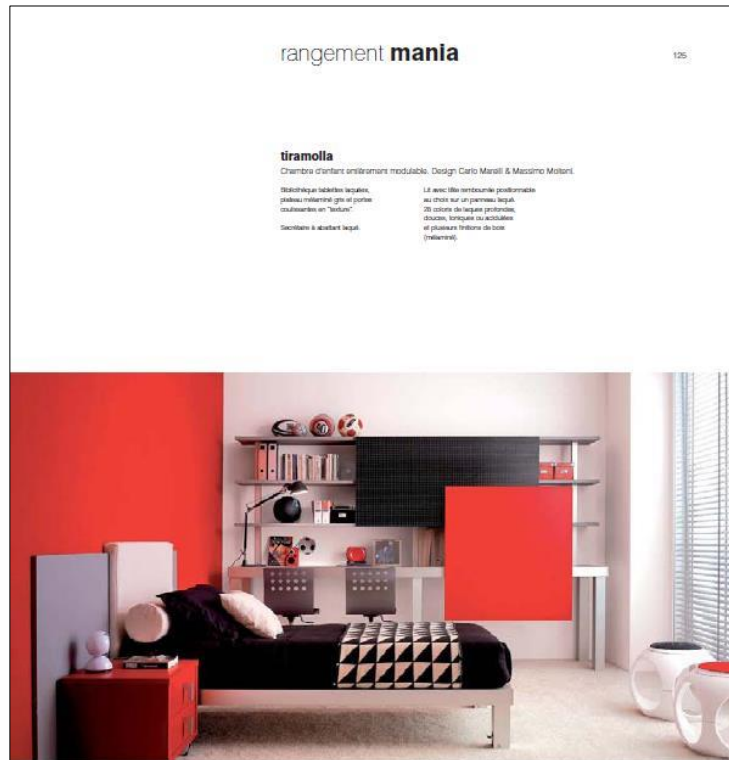 rangement mania
125
tiramolla
Chambre d'enfant entièrement modulable. Design Carlo Marelli & Massimo Molteni.
Bibliothèque tablettes laquées,
plateau mélaminé gris et portes
coulissantes en "texture".
Secrétaire à abattant laqué.
Lit avec tête rembourrée positionnable
au choix sur un panneau laqué.
28 coloris de laques profondes,
douces, toniques ou acidulées
et plusieurs finitions de bois
(mélaminé).